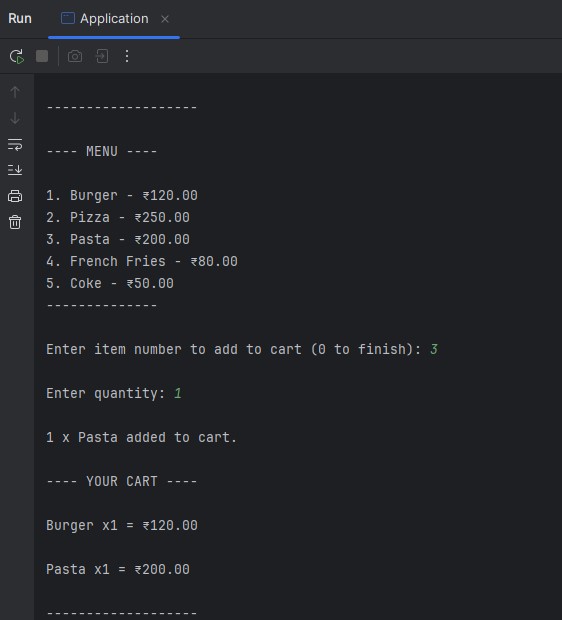 Run Application
-------------------
---- MENU ----
1. Burger - ₹120.00
2. Pizza - ₹250.00
3. Pasta - ₹200.00
4. French Fries - ₹80.00
5. Coke - ₹50.00
--------------
Enter item number to add to cart (0 to finish): 3
Enter quantity: 1
1 x Pasta added to cart.
---- YOUR CART ----
Burger x1 = ₹120.00
Pasta x1 = ₹200.00
-------------------